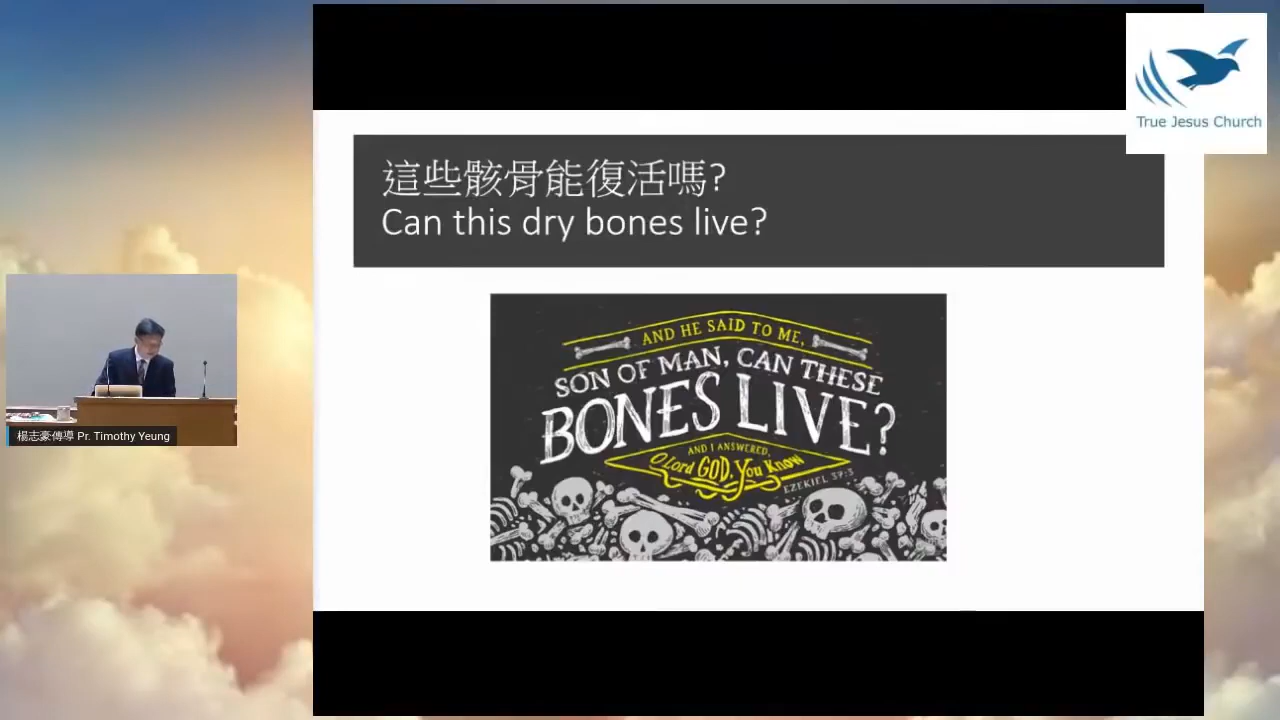 True Jesus Church
這些骸骨能復活嗎?
Can this dry bones live?
AND HE SAID TO ME,
SON OF MAN, CAN THESE
BONES LIVE?
AND I ANSWERED,
O Lord GOD, You Know
EZEKIEL 37:3
楊志豪傳導 Pr. Timothy Yeung